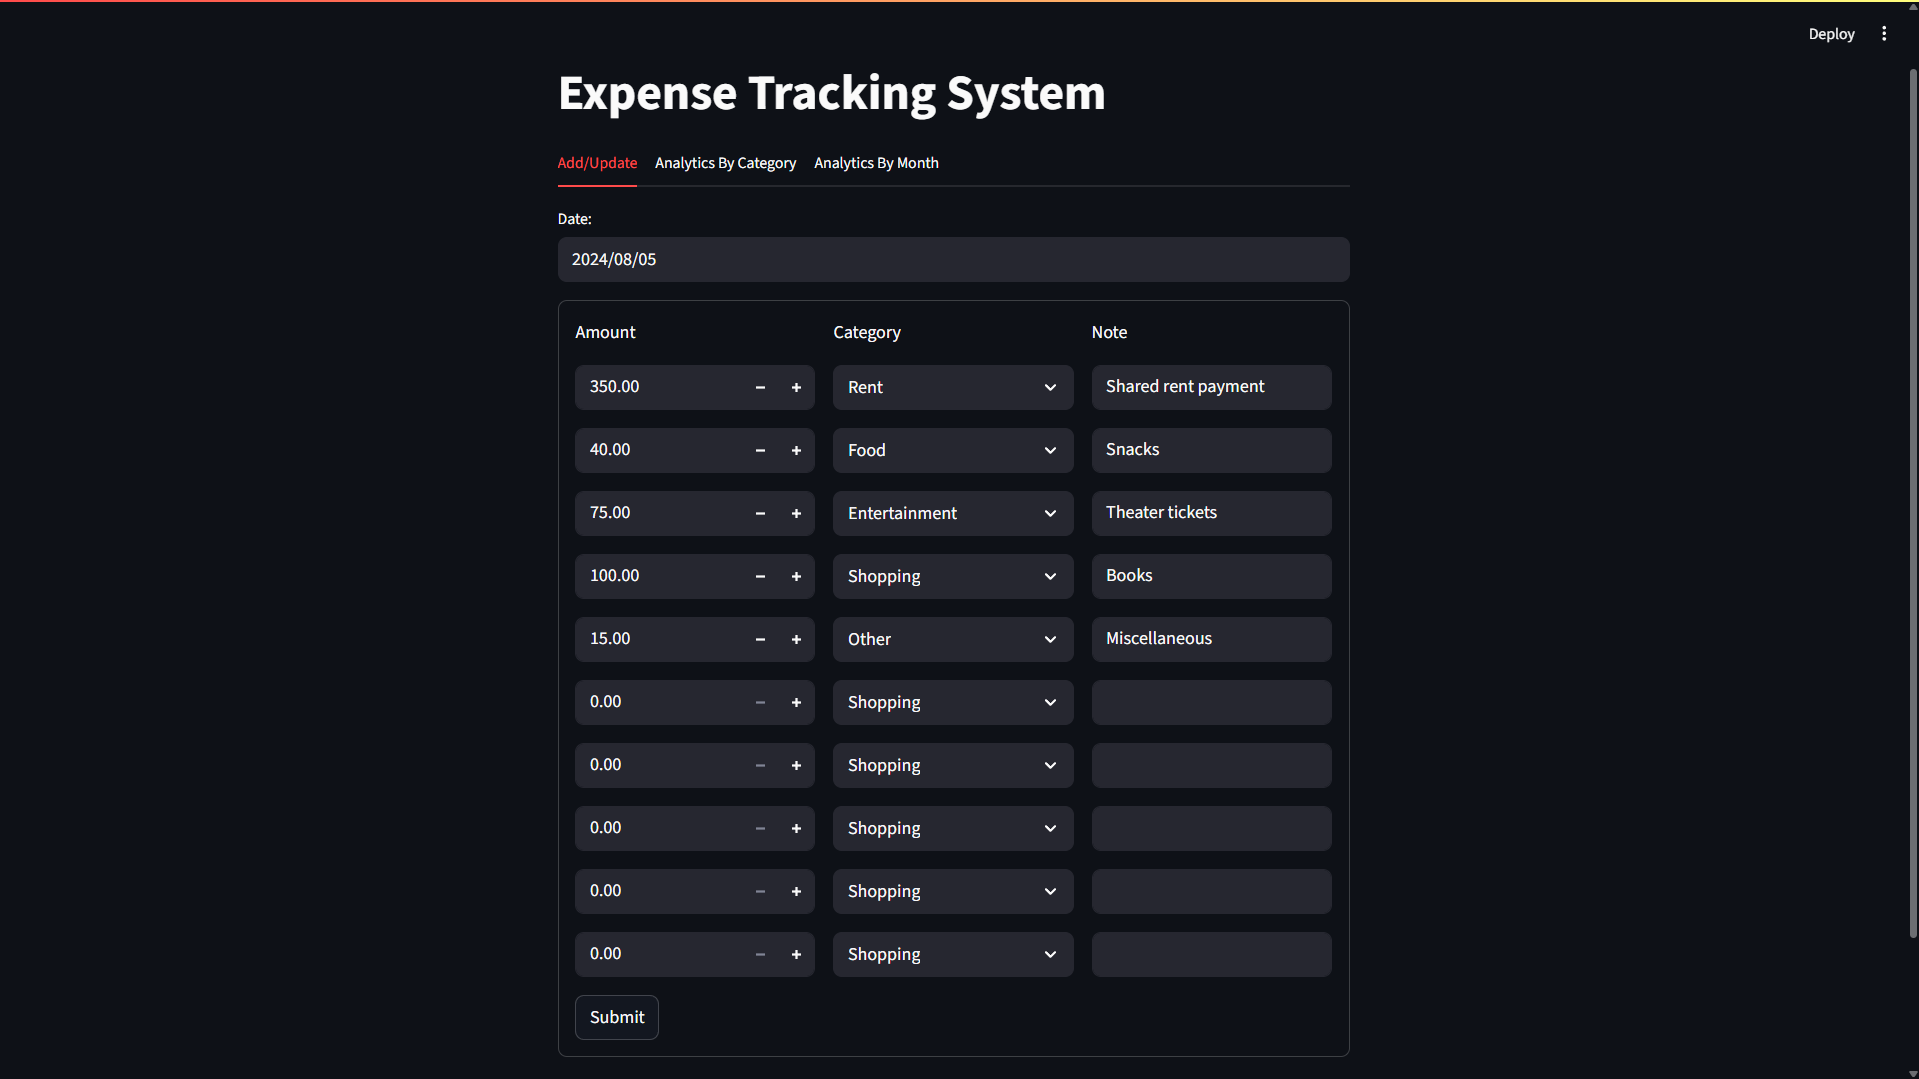 Deploy
Expense Tracking System
Add/Update Analytics By Category Analytics By Month
Date:
2024/08/05
Amount Category Note
350.00 Rent Shared rent payment
40.00 Food Snacks
75.00 Entertainment Theater tickets
100.00 Shopping Books
15.00 Other Miscellaneous
0.00 Shopping
0.00 Shopping
0.00 Shopping
0.00 Shopping
0.00 Shopping
Submit